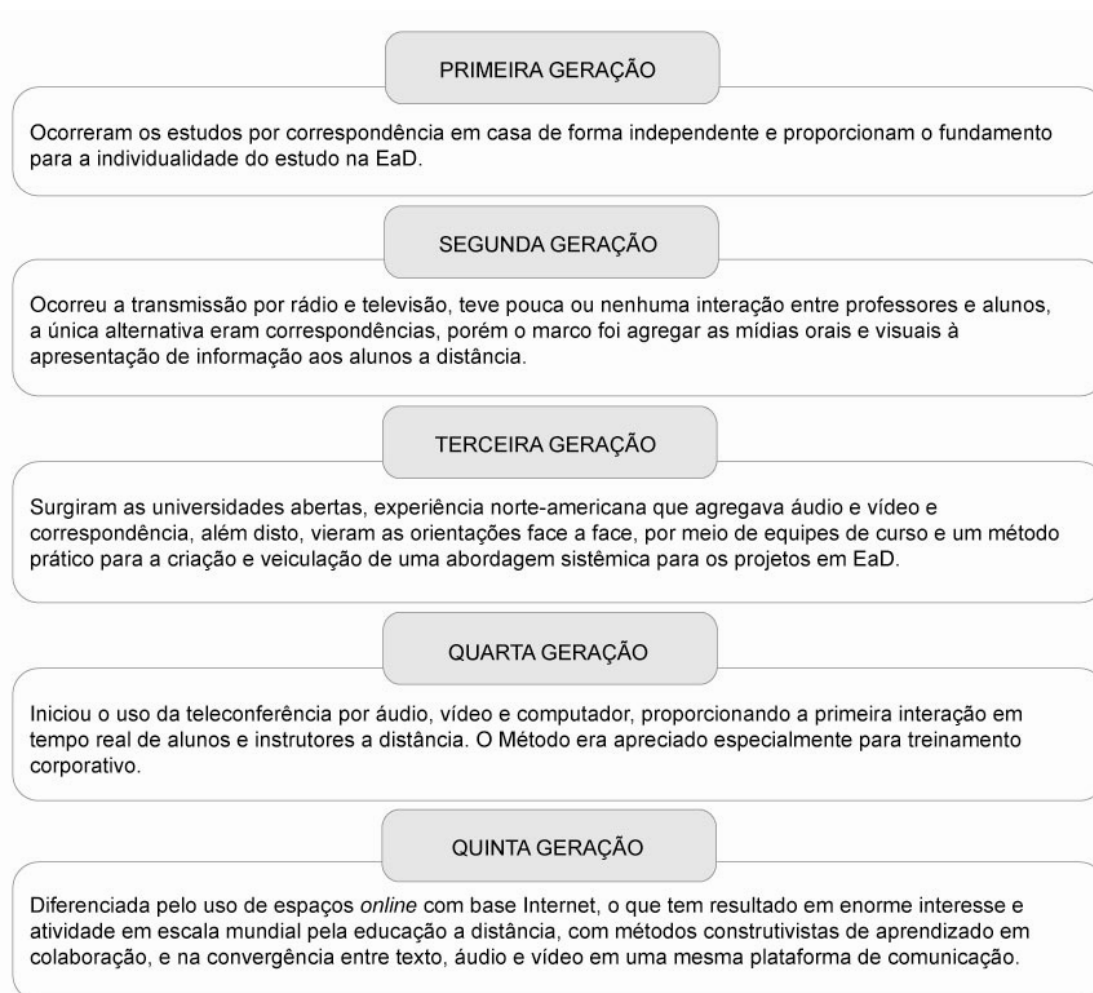 PRIMEIRA GERAÇÃO
Ocorreram os estudos por correspondência em casa de forma independente e proporcionam o fundamento
para a individualidade do estudo na EaD.
SEGUNDA GERAÇÃO
Ocorreu a transmissão por rádio e televisão, teve pouca ou nenhuma interação entre professores e alunos,
a única alternativa eram correspondências, porém o marco foi agregar as mídias orais e visuais à
apresentação de informação aos alunos a distância.
TERCEIRA GERAÇÃO
Surgiram as universidades abertas, experiência norte-americana que agregava áudio e vídeo e
correspondência, além disto, vieram as orientações face a face, por meio de equipes de curso e um método
prático para a criação e veiculação de uma abordagem sistêmica para os projetos em EaD.
QUARTA GERAÇÃO
Iniciou o uso da teleconferência por áudio, vídeo e computador, proporcionando a primeira interação em
tempo real de alunos e instrutores a distância. O Método era apreciado especialmente para treinamento
corporativo.
QUINTA GERAÇÃO
Diferenciada pelo uso de espaços online com base Internet, o que tem resultado em enorme interesse e
atividade em escala mundial pela educação a distância, com métodos construtivistas de aprendizado em
colaboração, e na convergência entre texto, áudio e vídeo em uma mesma plataforma de comunicação.